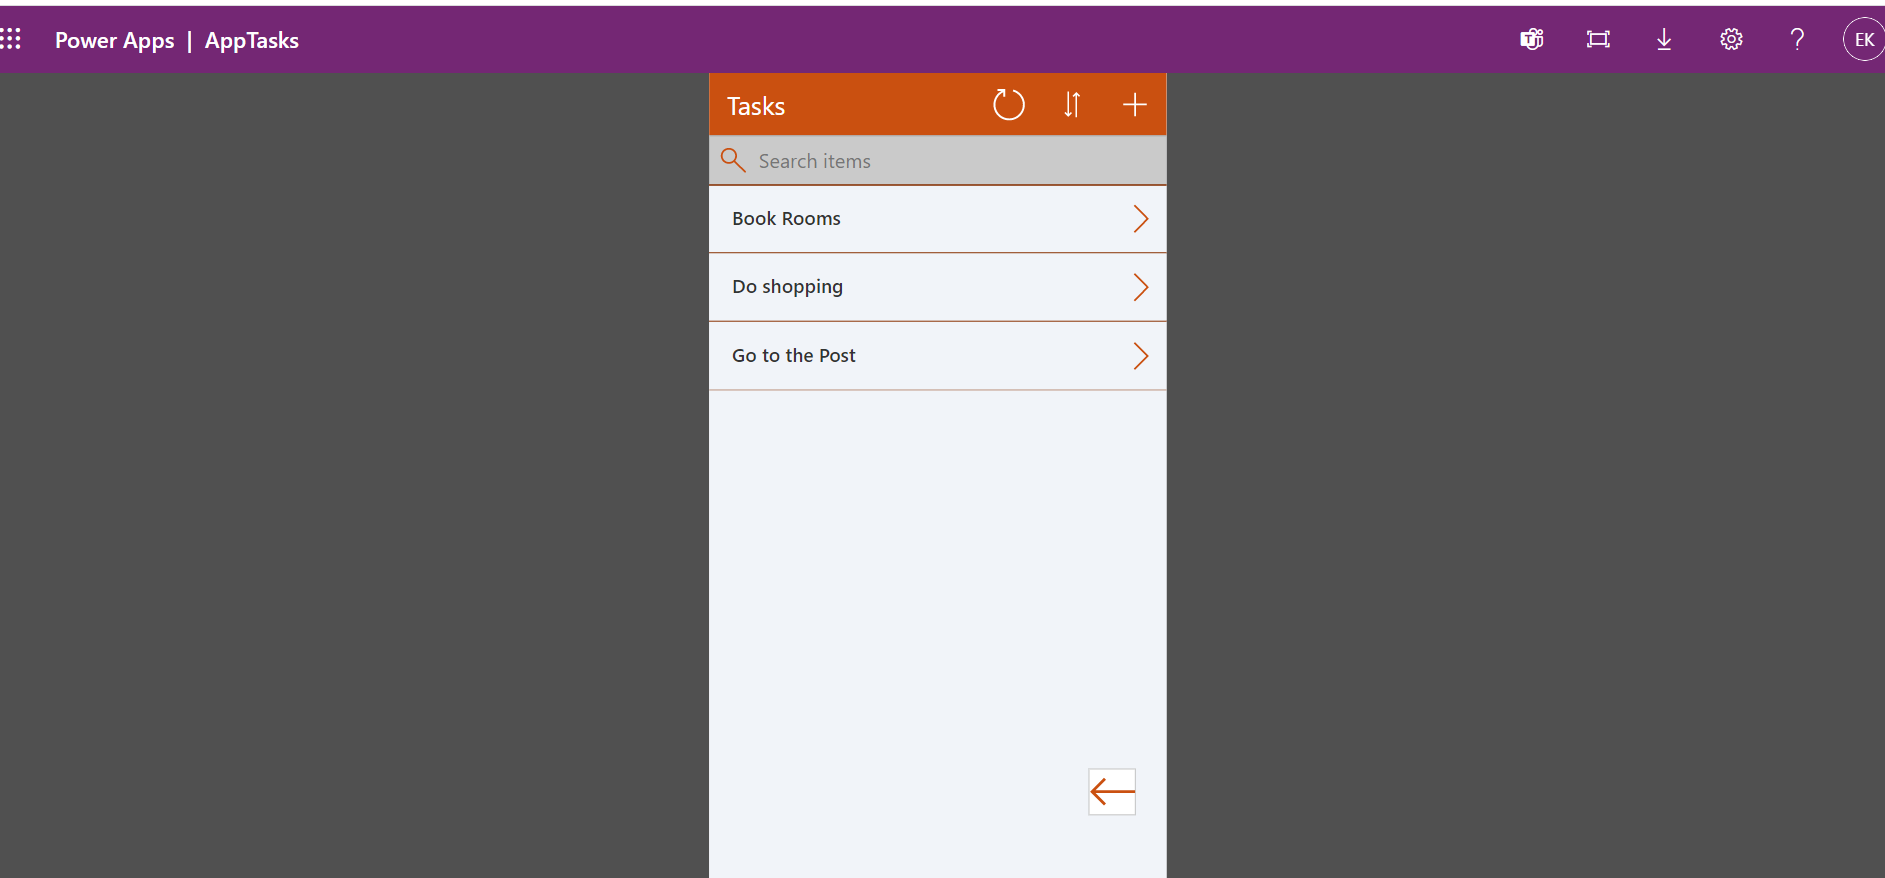 Power Apps | AppTasks
EK
Tasks
Search items
Book Rooms
Do shopping
Go to the Post